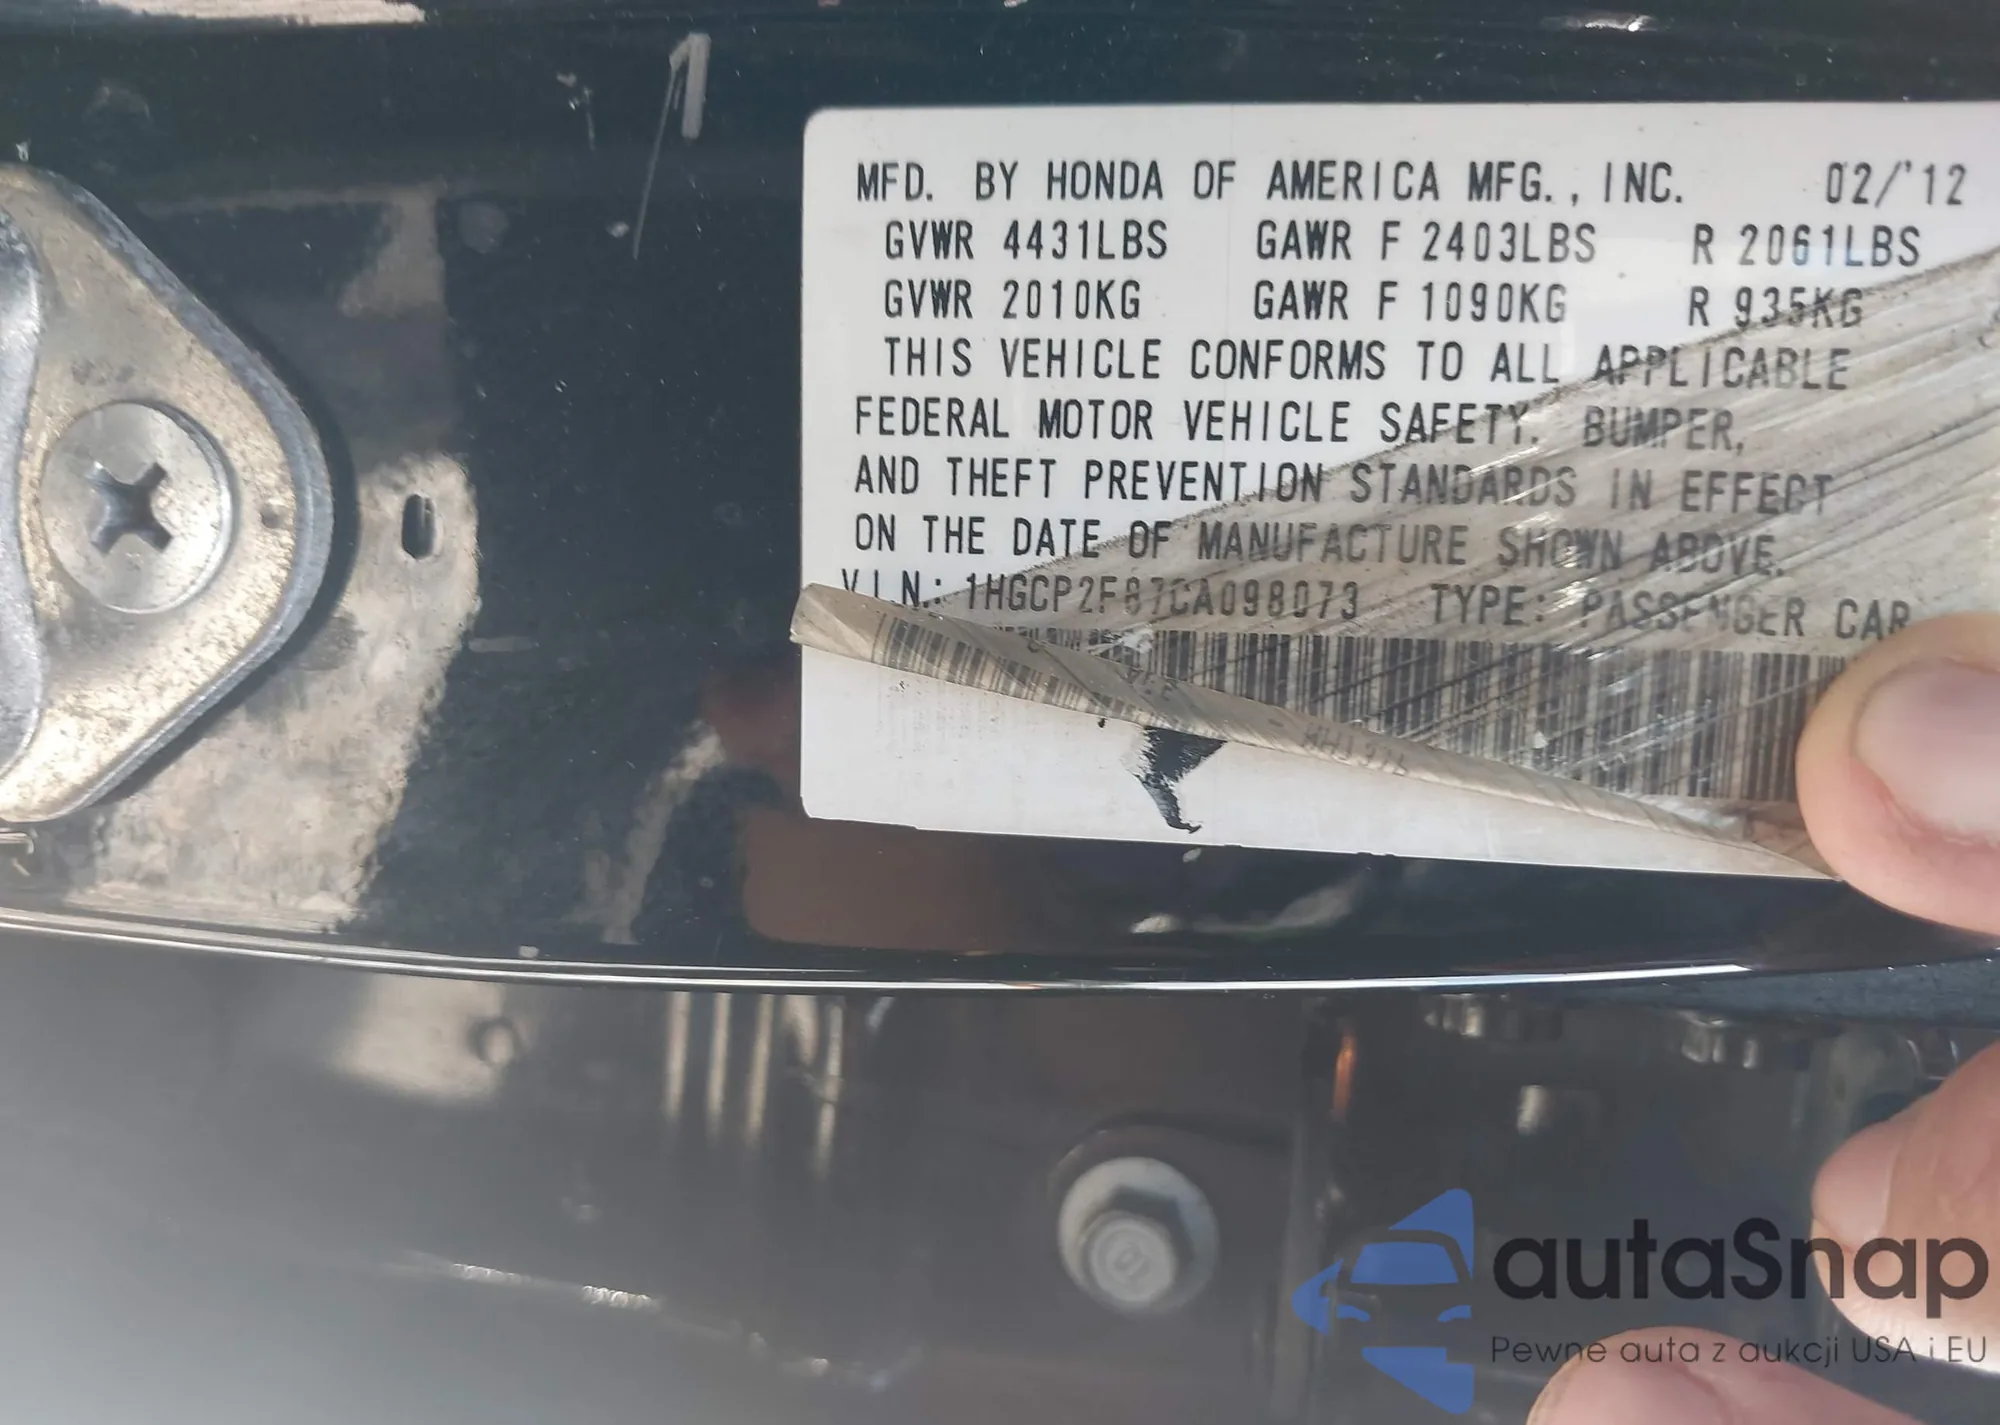 MFD. BY HONDA OF AMERICA MFG., INC. 02/'12
GVWR 4431LBS GAWR F 2403LBS R 2061LBS
GVWR 2010KG GAWR F 1090KG R 935KG
THIS VEHICLE CONFORMS TO ALL APPLICABLE
FEDERAL MOTOR VEHICLE SAFETY. BUMPER,
AND THEFT PREVENTION STANDARDS IN EFFECT
ON THE DATE OF MANUFACTURE SHOWN ABOVE.
V.I.N.: 1HGCP2F87CA098073 TYPE: PASSENGER CAR
autaSnap
Pewne auta z aukcji USA i EU